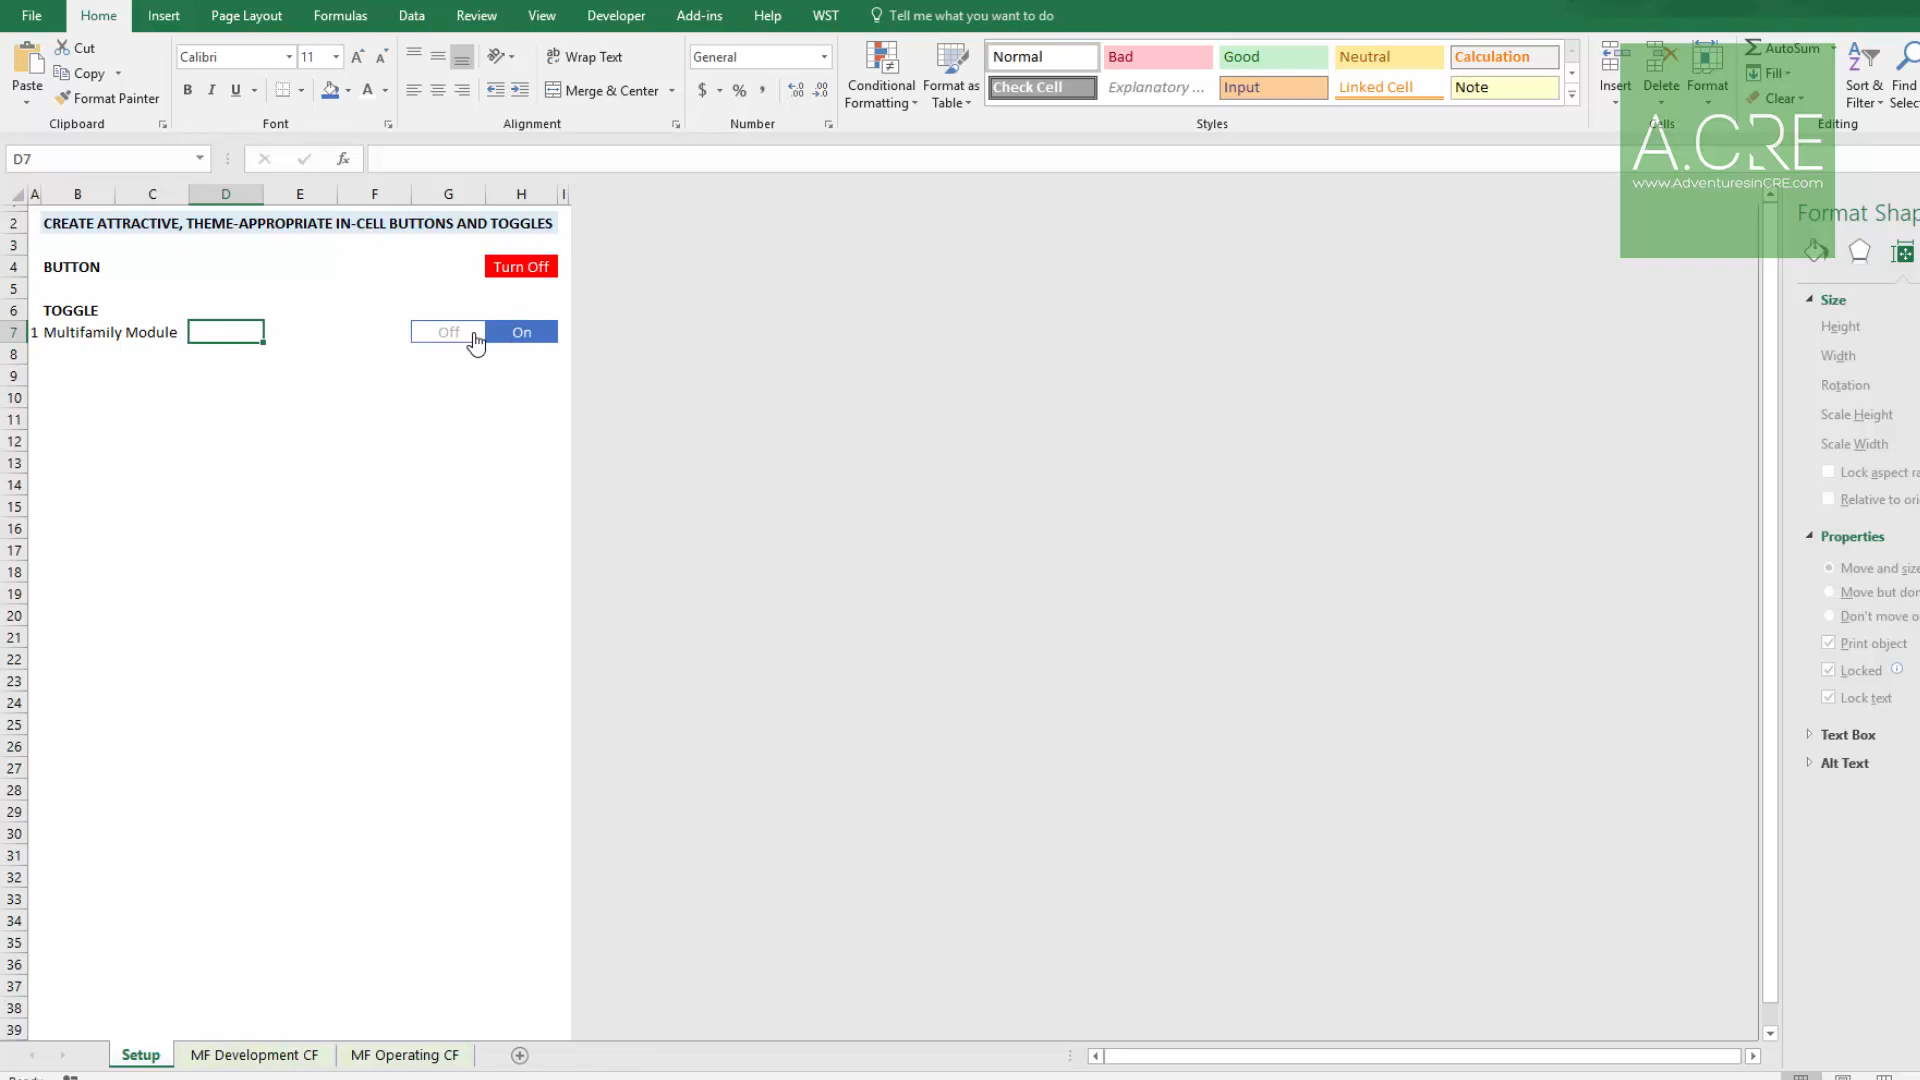 File Home Insert Page Layout Formulas Data Review View Developer Add-ins Help WST Tell me what you want to do
Paste
Cut
Copy
Format Painter
Clipboard
Calibri 11
B I U
Font
Wrap Text
Merge & Center
Alignment
General
$ % ,
Number
Conditional Formatting
Format as Table
Normal Bad Good Neutral Calculation
Check Cell Explanatory ... Input Linked Cell Note
Styles
Insert Delete Format
Cells
AutoSum
Fill
Clear
Sort & Filter
Find Selec
Editing
A.CRE
www.AdventuresinCRE.com
D7
fx
A B C D E F G H I
2 CREATE ATTRACTIVE, THEME-APPROPRIATE IN-CELL BUTTONS AND TOGGLES
3
4 BUTTON Turn Off
5
6 TOGGLE
7 1 Multifamily Module Off On
8
9
10
11
12
13
14
15
16
17
18
19
20
21
22
23
24
25
26
27
28
29
30
31
32
33
34
35
36
37
38
39
Format Shap
Size
Height
Width
Rotation
Scale Height
Scale Width
Lock aspect ra
Relative to ori
Properties
Move and size
Move but don
Don't move o
Print object
Locked
Lock text
Text Box
Alt Text
Setup MF Development CF MF Operating CF